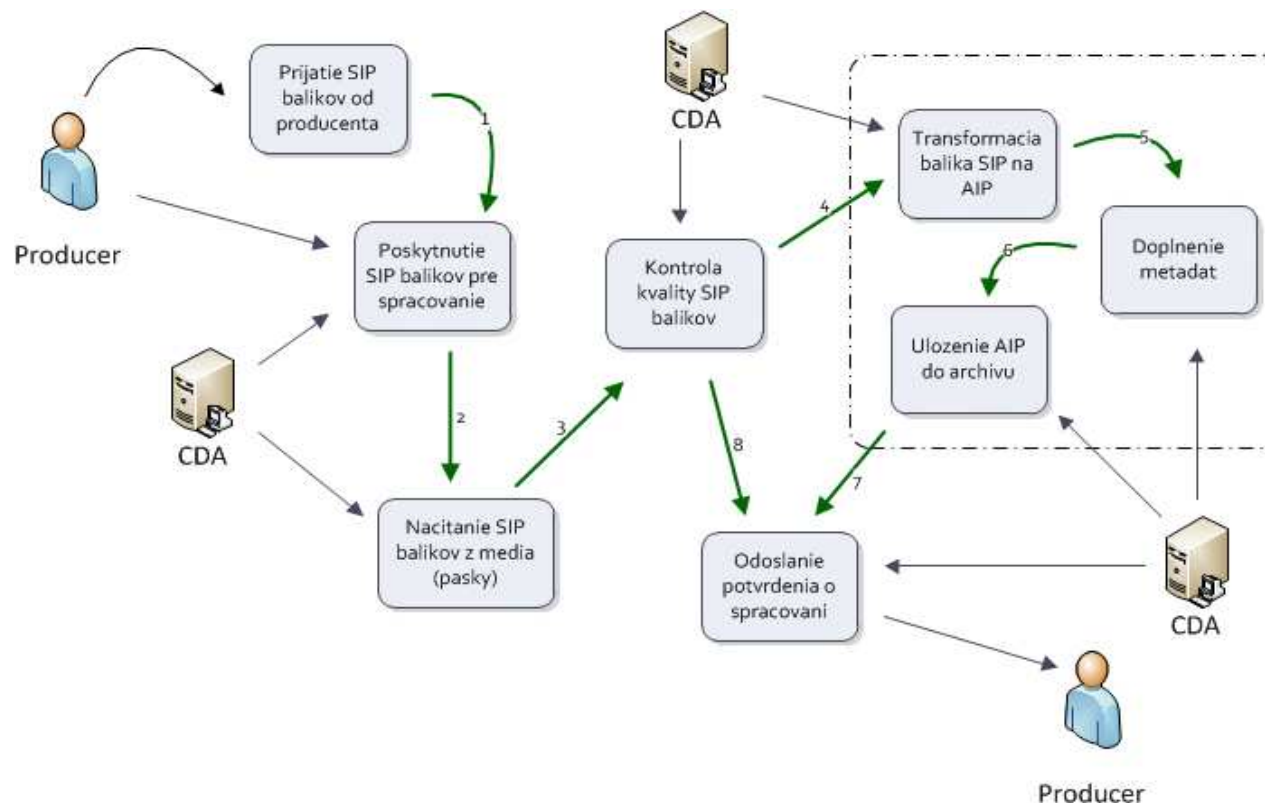 Prijatie SIP
balikov od
producenta
1
Producer
Poskytnutie
SIP balikov pre
spracovanie
CDA
2
Nacitanie SIP
balikov z media
(pasky)
3
CDA
Kontrola
kvality SIP
balikov
4
Transformacia
balika SIP na
AIP
5
Doplnenie
metadat
6
Ulozenie AIP
do archivu
7
8
Odoslanie
potvrdenia o
spracovani
CDA
Producer